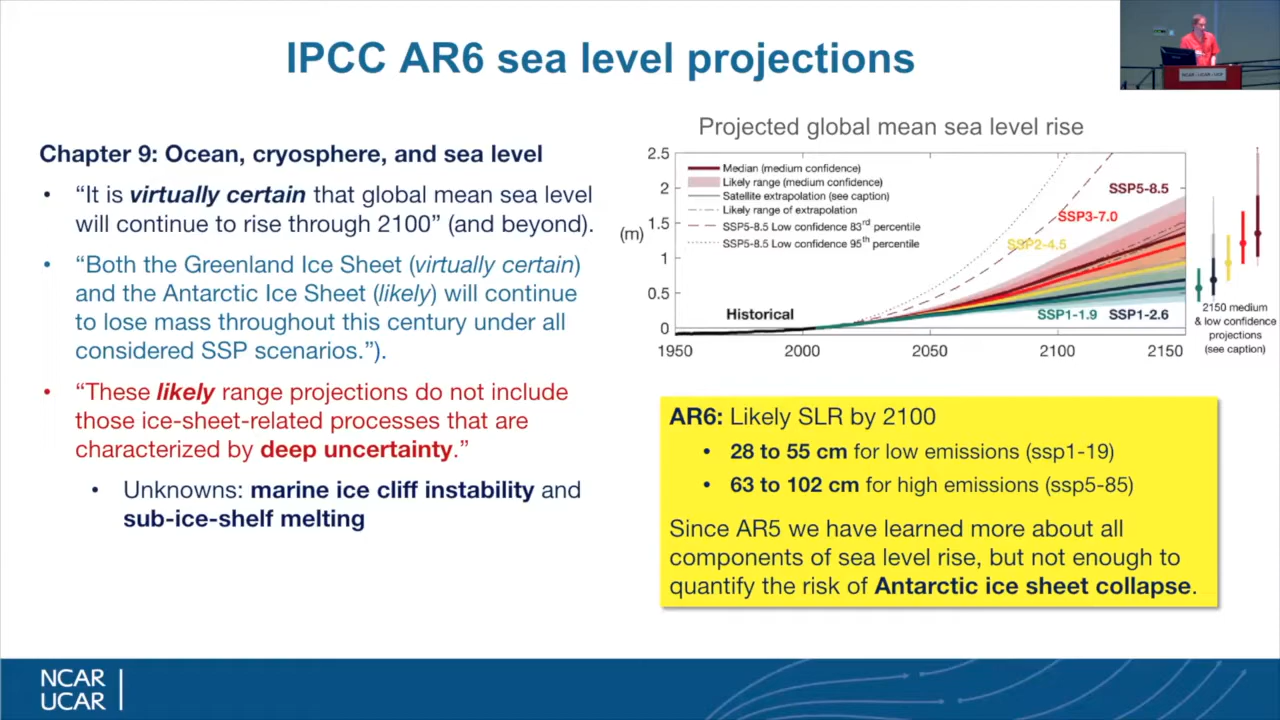 IPCC AR6 sea level projections
NCAR | UCAR | UCP
Chapter 9: Ocean, cryosphere, and sea level
• “It is virtually certain that global mean sea level
will continue to rise through 2100” (and beyond).
• “Both the Greenland Ice Sheet (virtually certain)
and the Antarctic Ice Sheet (likely) will continue
to lose mass throughout this century under all
considered SSP scenarios.”).
• “These likely range projections do not include
those ice-sheet-related processes that are
characterized by deep uncertainty.”
• Unknowns: marine ice cliff instability and
sub-ice-shelf melting
Projected global mean sea level rise
2.5
2
1.5
1
0.5
0
(m)
Median (medium confidence)
Likely range (medium confidence)
Satellite extrapolation (see caption)
Likely range of extrapolation
SSP5-8.5 Low confidence 83rd percentile
SSP5-8.5 Low confidence 95th percentile
SSP5-8.5
SSP3-7.0
SSP2-4.5
Historical
SSP1-1.9 SSP1-2.6
1950 2000 2050 2100 2150
2150 medium
& low confidence
projections
(see caption)
AR6: Likely SLR by 2100
• 28 to 55 cm for low emissions (ssp1-19)
• 63 to 102 cm for high emissions (ssp5-85)
Since AR5 we have learned more about all
components of sea level rise, but not enough to
quantify the risk of Antarctic ice sheet collapse.
NCAR
UCAR